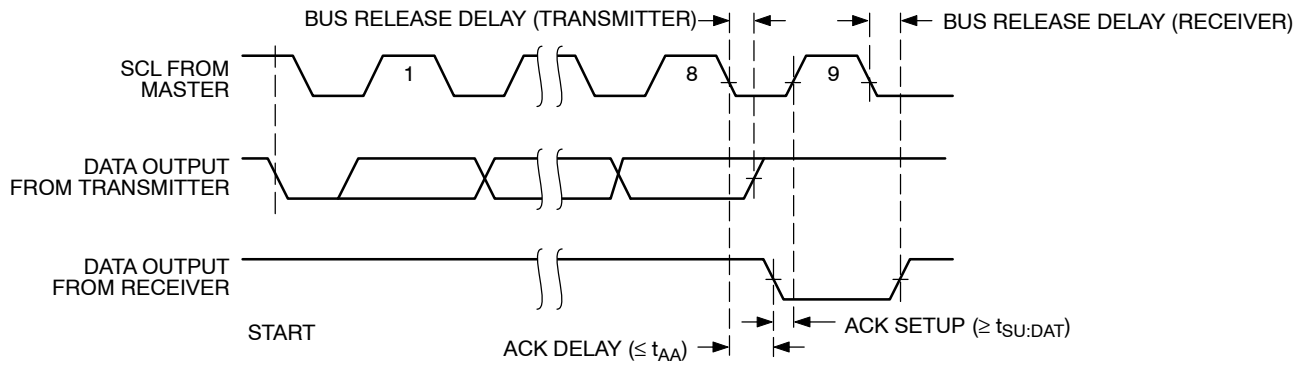 BUS RELEASE DELAY (TRANSMITTER)
BUS RELEASE DELAY (RECEIVER)
SCL FROM
MASTER
1
8
9
DATA OUTPUT
FROM TRANSMITTER
DATA OUTPUT
FROM RECEIVER
START
ACK SETUP (≥ tSU:DAT)
ACK DELAY (≤ tAA)